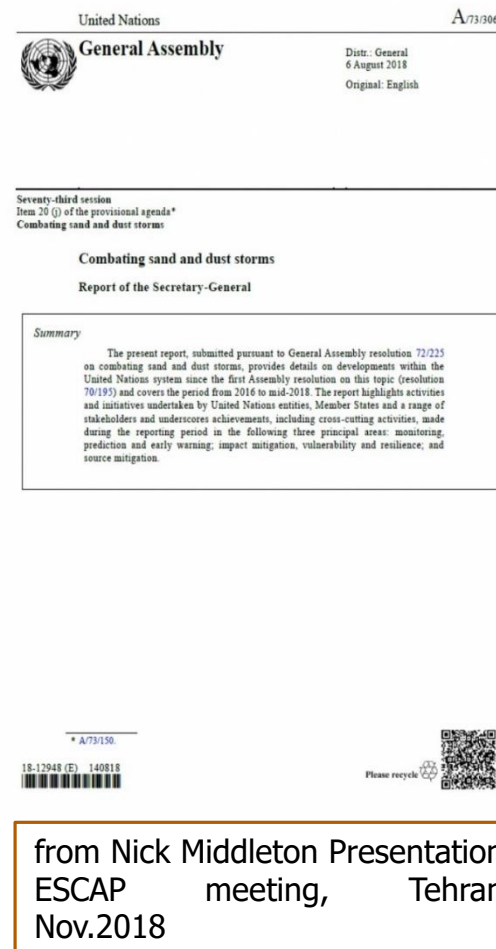 United Nations
A/73/306
General Assembly
Distr.: General
6 August 2018
Original: English
Seventy-third session
Item 20 (j) of the provisional agenda*
Combating sand and dust storms
Combating sand and dust storms
Report of the Secretary-General
Summary
The present report, submitted pursuant to General Assembly resolution 72/225
on combating sand and dust storms, provides details on developments within the
United Nations system since the first Assembly resolution on this topic (resolution
70/195) and covers the period from 2016 to mid-2018. The report highlights activities
and initiatives undertaken by United Nations entities, Member States and a range of
stakeholders and underscores achievements, including cross-cutting activities, made
during the reporting period in the following three principal areas: monitoring,
prediction and early warning; impact mitigation, vulnerability and resilience; and
source mitigation.
* A/73/150.
18-12948 (E) 140818
Please recycle
from Nick Middleton Presentation
ESCAP meeting, Tehran
Nov.2018